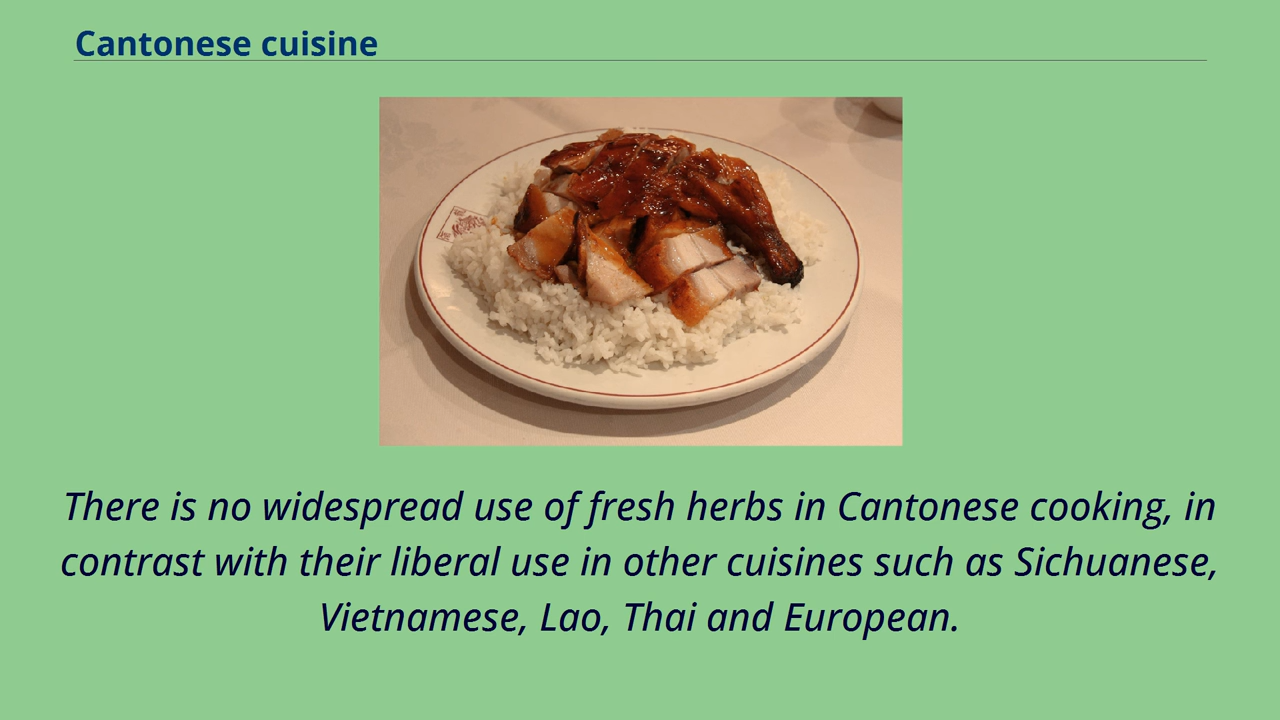 Cantonese cuisine
There is no widespread use of fresh herbs in Cantonese cooking, in
contrast with their liberal use in other cuisines such as Sichuanese,
Vietnamese, Lao, Thai and European.